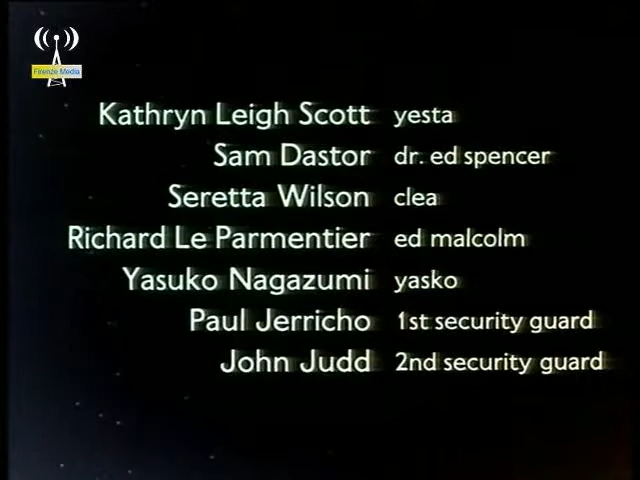 Firenze Media
Kathryn Leigh Scott yesta
Sam Dastor dr. ed spencer
Seretta Wilson clea
Richard Le Parmentier ed malcolm
Yasuko Nagazumi yasko
Paul Jerricho 1st security guard
John Judd 2nd security guard